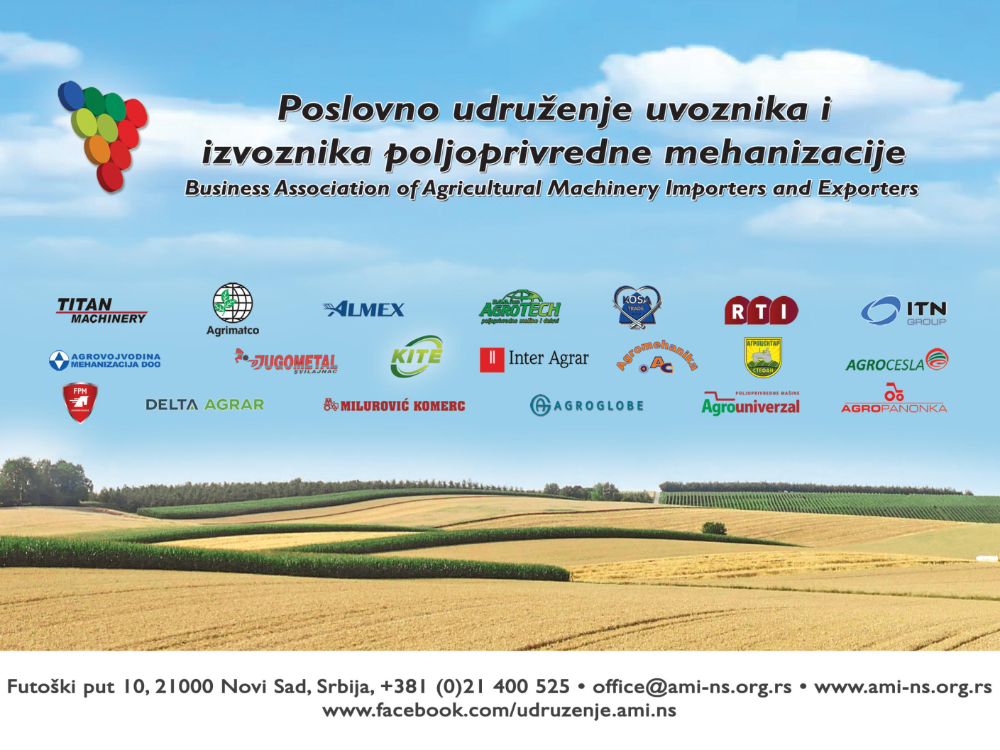 Poslovno udruženje uvoznika i
izvoznika poljoprivredne mehanizacije
Business Association of Agricultural Machinery Importers and Exporters
TITAN
MACHINERY
Agrimatco
ALMEX
D.O.O.
AGROTECH
poljoprivredne mašine i delovi
KOSA
TRADE
RTI
ITN
GROUP
AGROVOJVODINA
MEHANIZACIJA DOO
JUGOMETAL
SVILAJNAC
KITE
Inter Agrar
Agromehanika
AC
АГРОЦЕНТАР
СТЕФАН
AGROCESLA
FPM
DELTA AGRAR
MILUROVIĆ KOMERC
AGROGLOBE
POLJOPRIVREDNE MAŠINE
Agrouniverzal
AGROPANONKA
Futoški put 10, 21000 Novi Sad, Srbija, +381 (0)21 400 525 • office@ami-ns.org.rs • www.ami-ns.org.rs
www.facebook.com/udruzenje.ami.ns